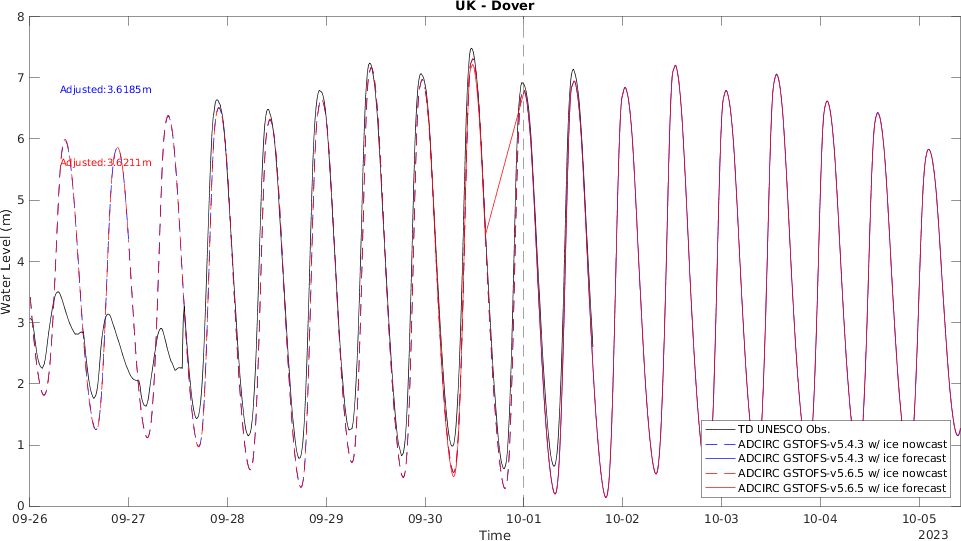 UK - Dover
8
7
6
5
4
3
2
1
0
Water Level (m)
Adjusted:3.6185m
Adjusted:3.6211m
TD UNESCO Obs.
ADCIRC GSTOFS-v5.4.3 w/ ice nowcast
ADCIRC GSTOFS-v5.4.3 w/ ice forecast
ADCIRC GSTOFS-v5.6.5 w/ ice nowcast
ADCIRC GSTOFS-v5.6.5 w/ ice forecast
09-26 09-27 09-28 09-29 09-30 10-01 10-02 10-03 10-04 10-05
Time
2023